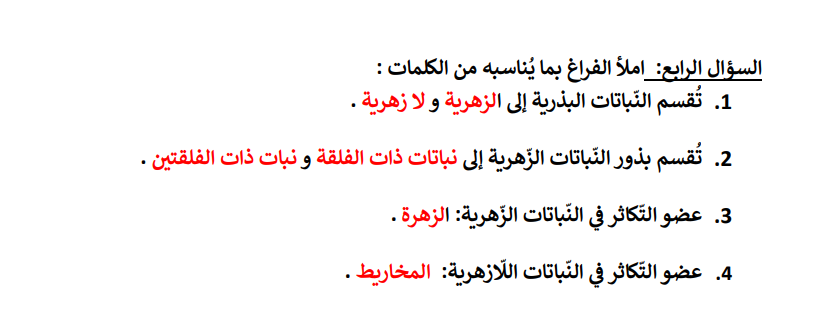 السؤال الرابع: املأ الفراغ بما يُناسبه من الكلمات :
1. تُقسم النّباتات البذرية إلى الزهرية و لا زهرية .
2. تُقسم بذور النّباتات الزّهرية إلى نباتات ذات الفلقة و نبات ذات الفلقتين .
3. عضو التّكاثر في النّباتات الزّهرية: الزهرة .
4. عضو التّكاثر في النّباتات اللّازهرية: المخاريط .